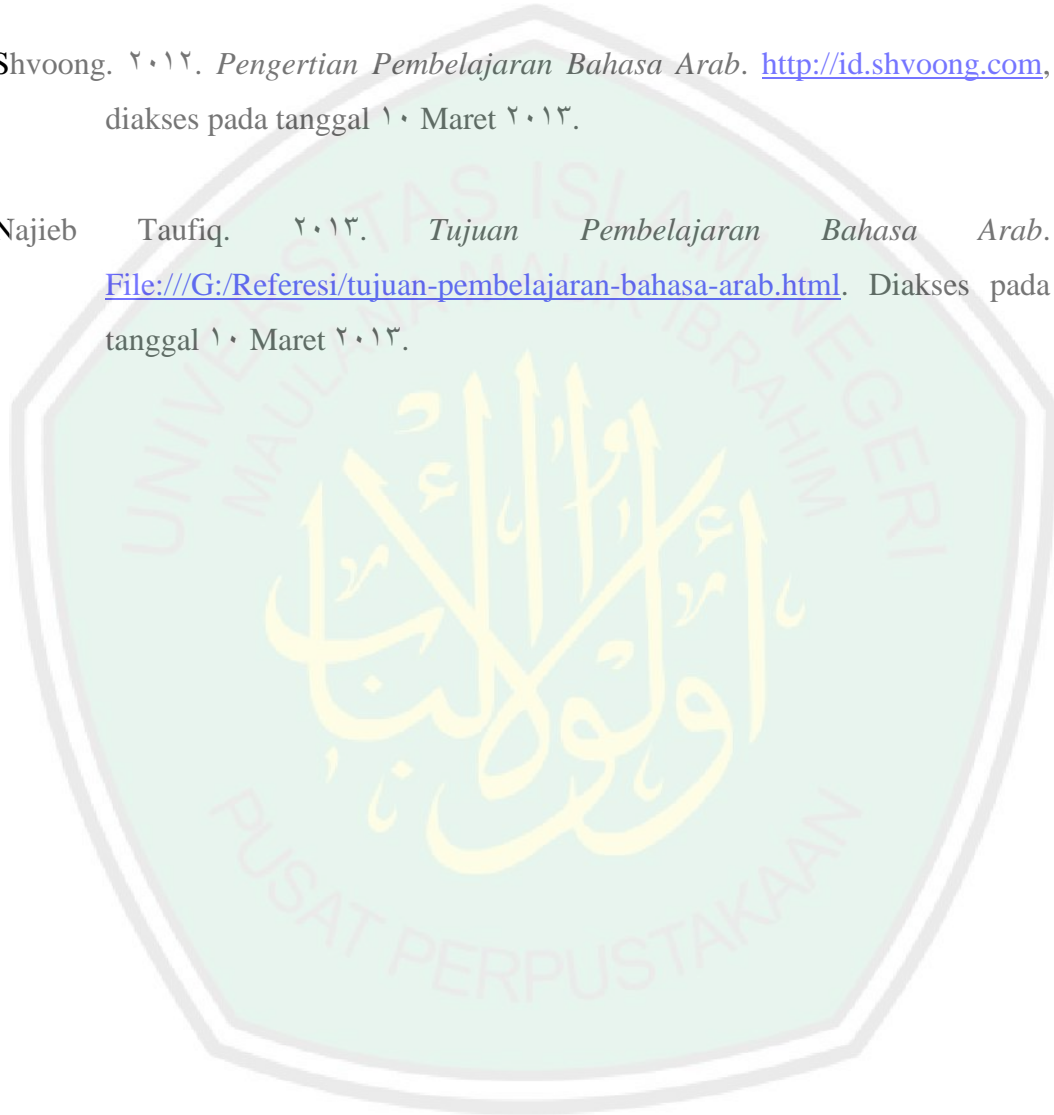 Shvoong. ٢٠١٢. Pengertian Pembelajaran Bahasa Arab. http://id.shvoong.com,
diakses pada tanggal ١٠ Maret ٢٠١٣.
Najieb Taufiq. ٢٠١٣. Tujuan Pembelajaran Bahasa Arab.
File:///G:/Referesi/tujuan-pembelajaran-bahasa-arab.html. Diakses pada
tanggal ١٠ Maret ٢٠١٣.
UNIVERSITAS ISLAM NEGERI
MAULANA MALIK IBRAHIM
أولو الألباب
PUSAT PERPUSTAKAAN